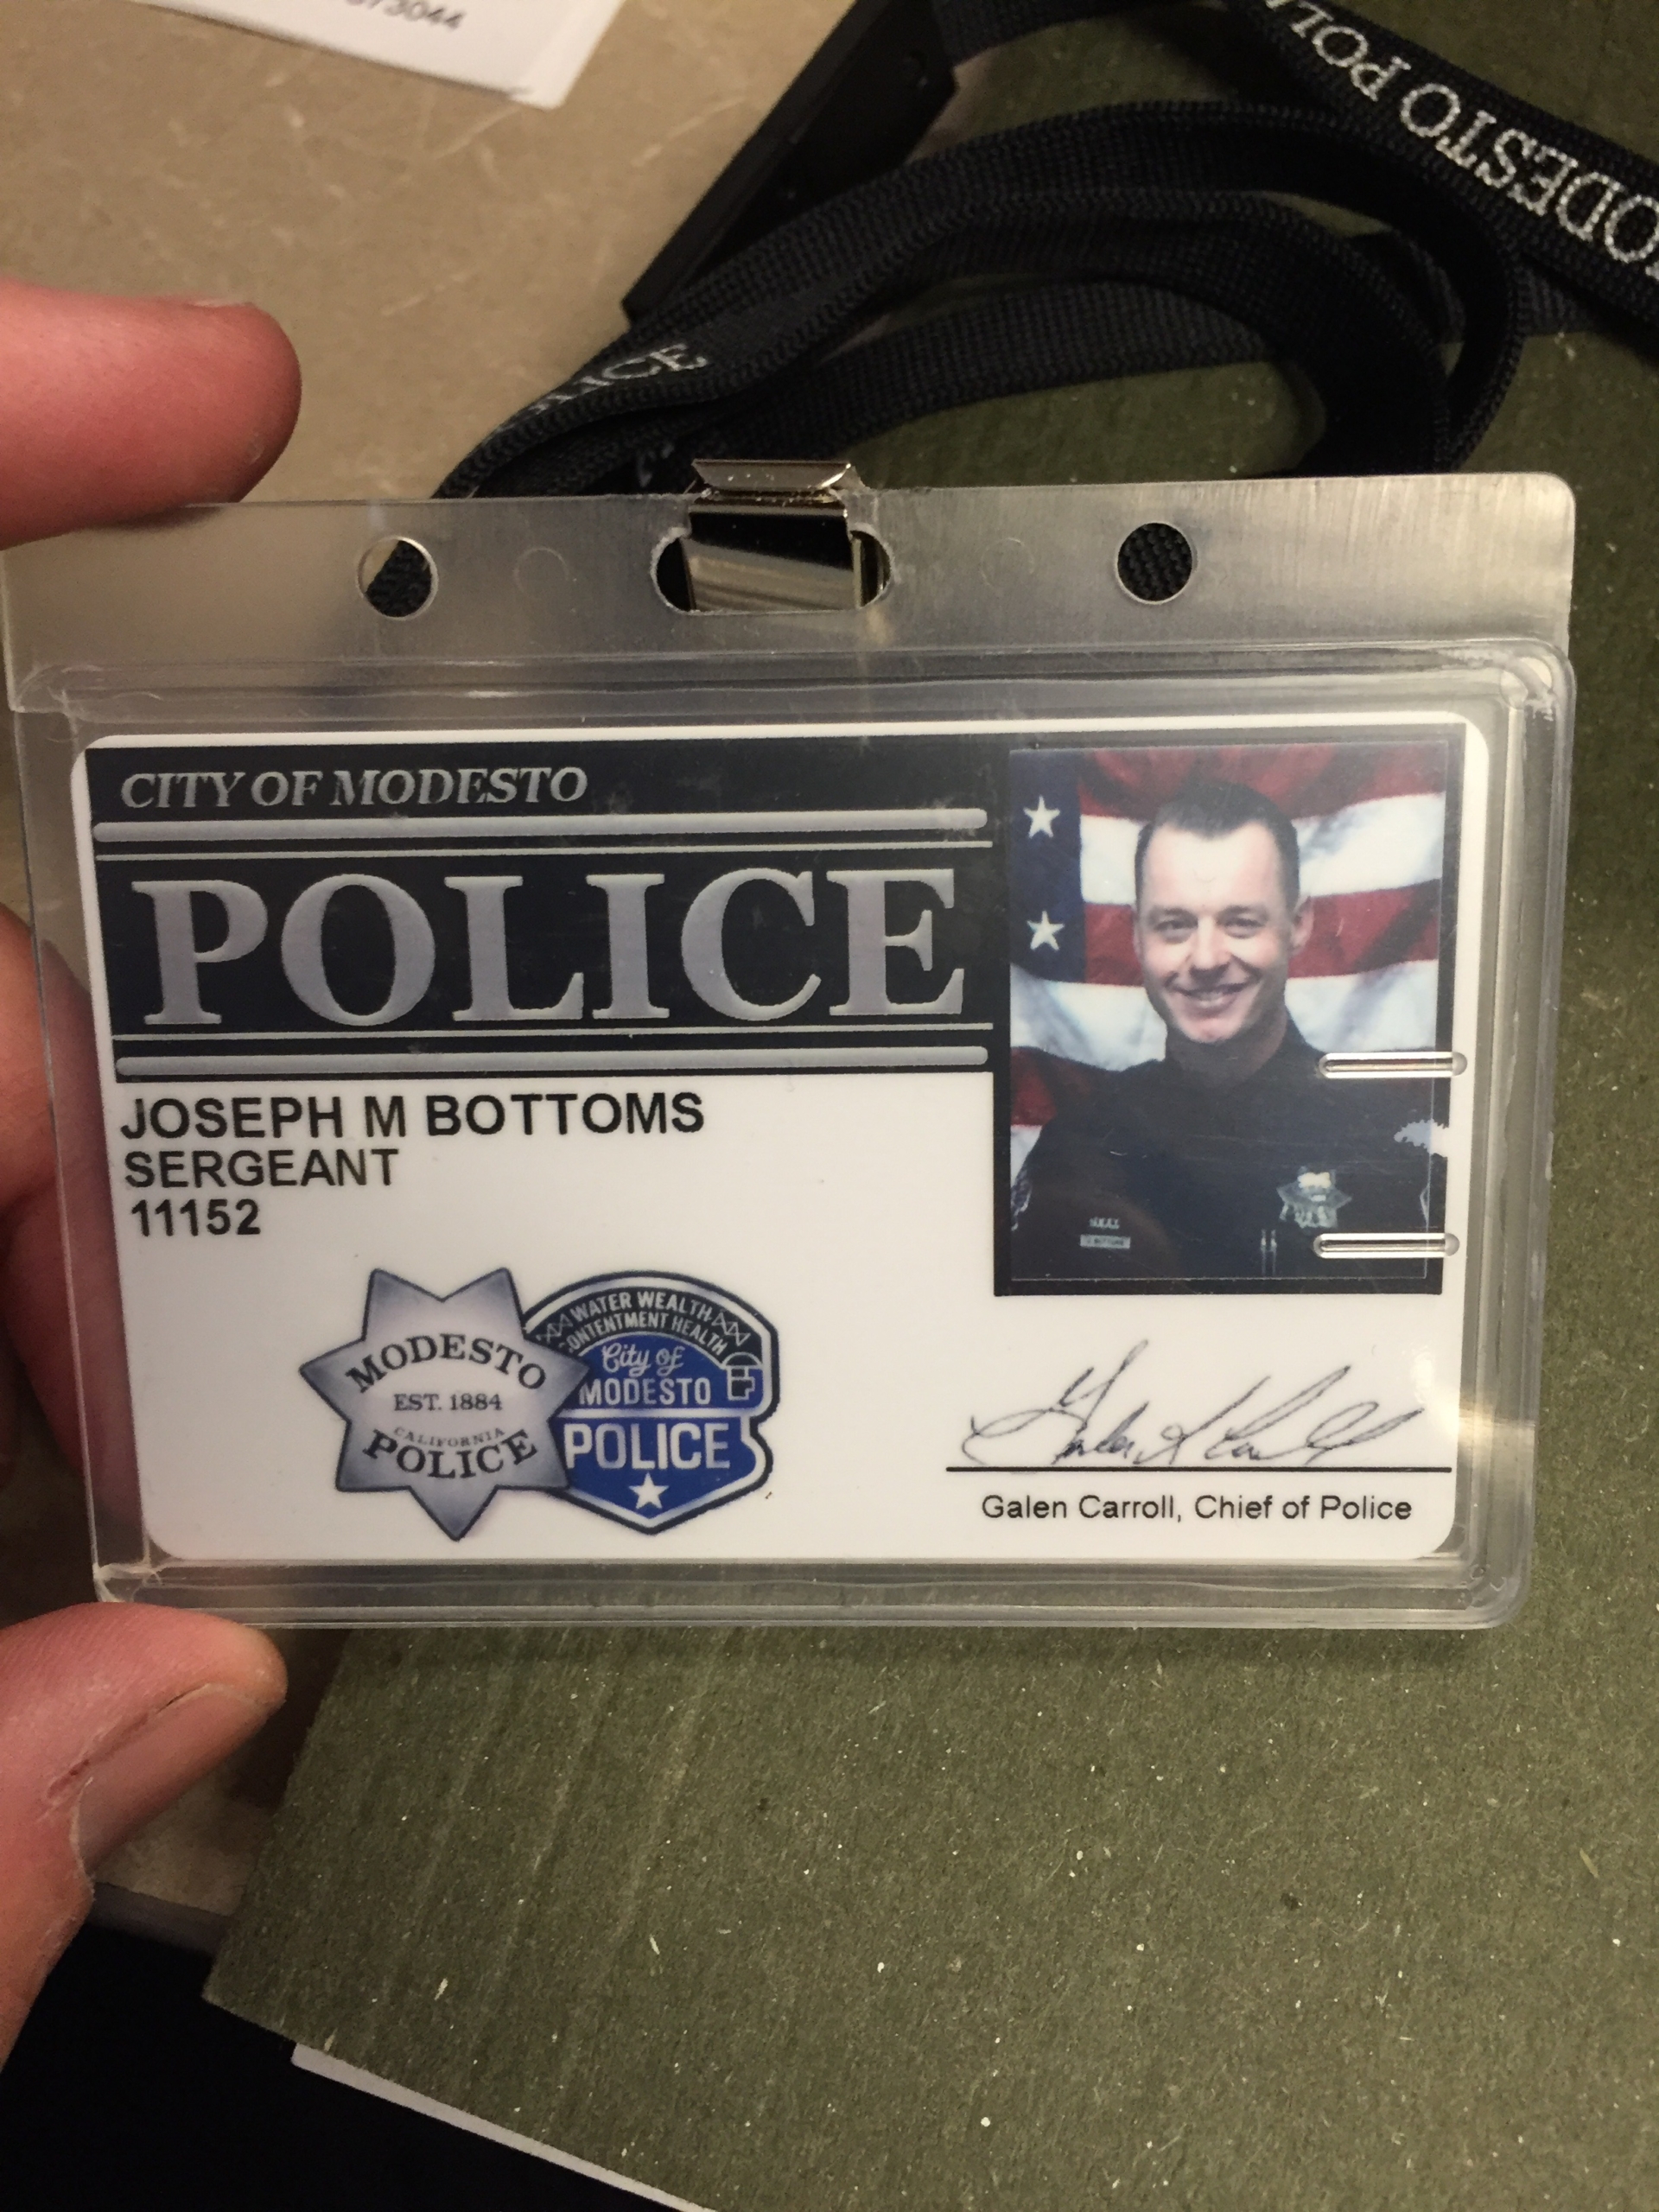 73044
MODESTO POL
ICE
CITY OF MODESTO
POLICE
JOSEPH M BOTTOMS
SERGEANT
11152
MODESTO
EST. 1884
CALIFORNIA
POLICE
WATER WEALTH
CONTENTMENT HEALTH
City of
MODESTO
POLICE
Galen Carroll, Chief of Police